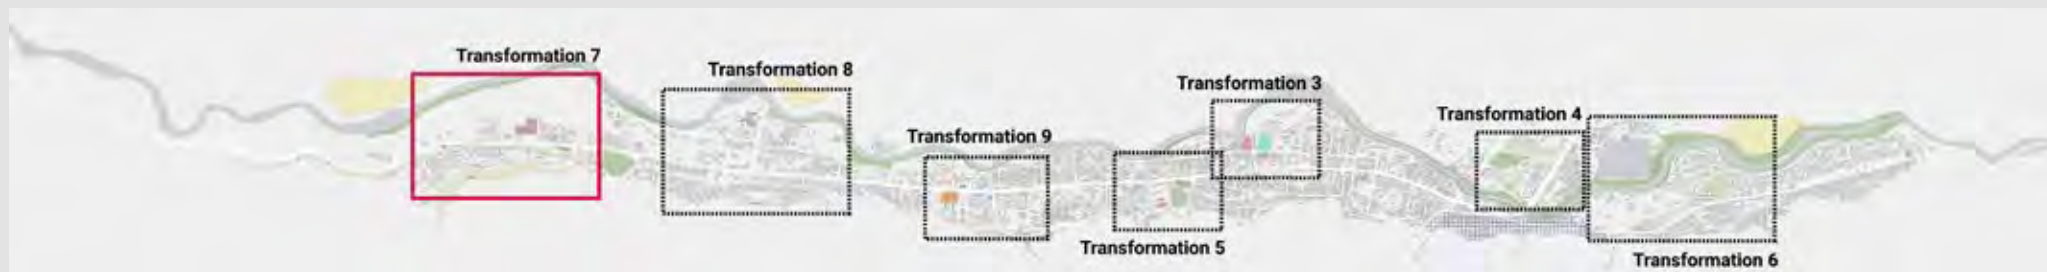 Transformation 7
Transformation 8
Transformation 3
Transformation 4
Transformation 9
Transformation 5
Transformation 6